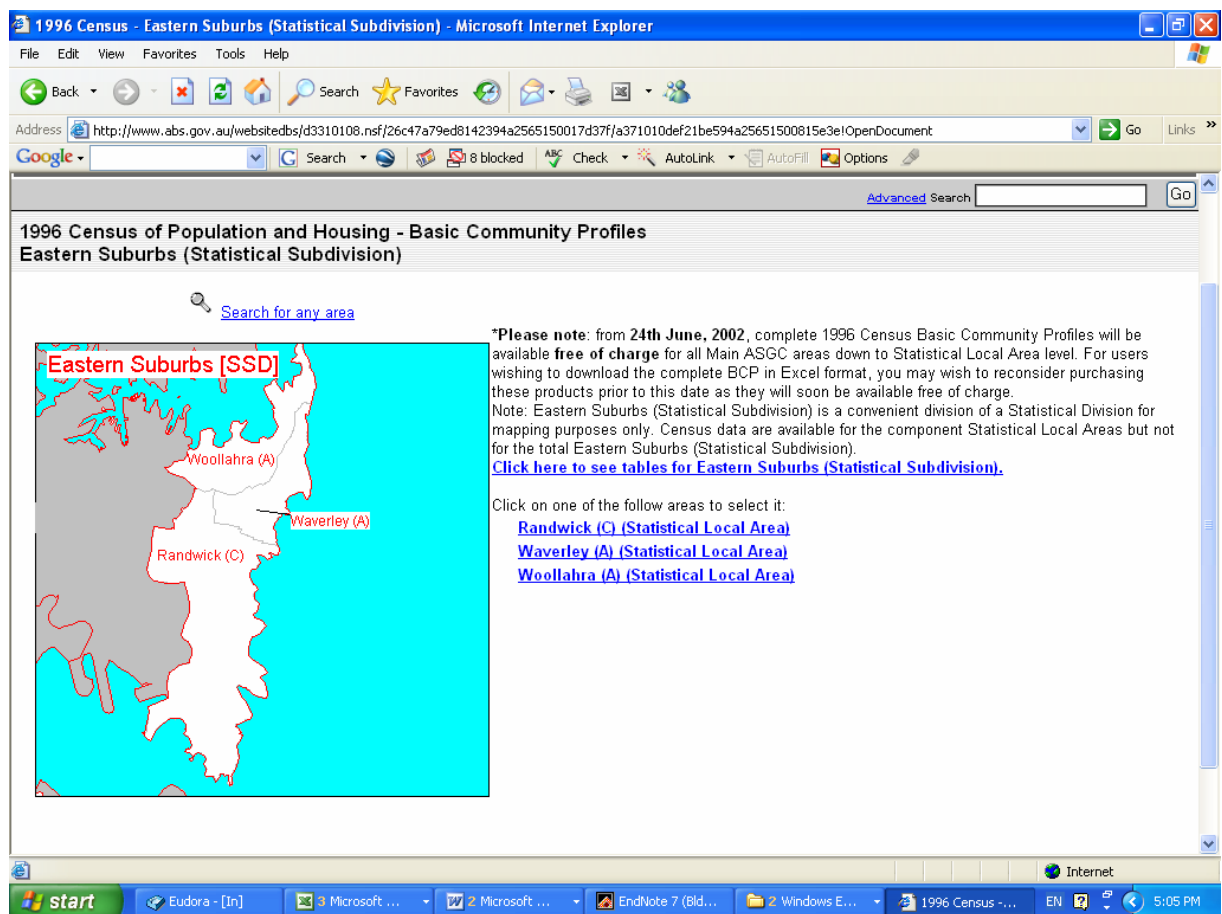 1996 Census - Eastern Suburbs (Statistical Subdivision) - Microsoft Internet Explorer
File Edit View Favorites Tools Help
Back Search Favorites
Address http://www.abs.gov.au/websitedbs/d3310108.nsf/26c47a79ed8142394a2565150017d37f/a371010def21be594a25651500815e3e!OpenDocument Go Links »
Google Search 8 blocked ABC Check AutoLink AutoFill Options
Advanced Search Go
1996 Census of Population and Housing - Basic Community Profiles
Eastern Suburbs (Statistical Subdivision)
Search for any area
Eastern Suburbs [SSD]
Woollahra (A)
Waverley (A)
Randwick (C)
*Please note: from 24th June, 2002, complete 1996 Census Basic Community Profiles will be
available free of charge for all Main ASGC areas down to Statistical Local Area level. For users
wishing to download the complete BCP in Excel format, you may wish to reconsider purchasing
these products prior to this date as they will soon be available free of charge.
Note: Eastern Suburbs (Statistical Subdivision) is a convenient division of a Statistical Division for
mapping purposes only. Census data are available for the component Statistical Local Areas but not
for the total Eastern Suburbs (Statistical Subdivision).
Click here to see tables for Eastern Suburbs (Statistical Subdivision).
Click on one of the follow areas to select it:
Randwick (C) (Statistical Local Area)
Waverley (A) (Statistical Local Area)
Woollahra (A) (Statistical Local Area)
Internet
start Eudora - [In] 3 Microsoft ... 2 Microsoft ... EndNote 7 (Bld... 2 Windows E... 1996 Census -... EN 5:05 PM